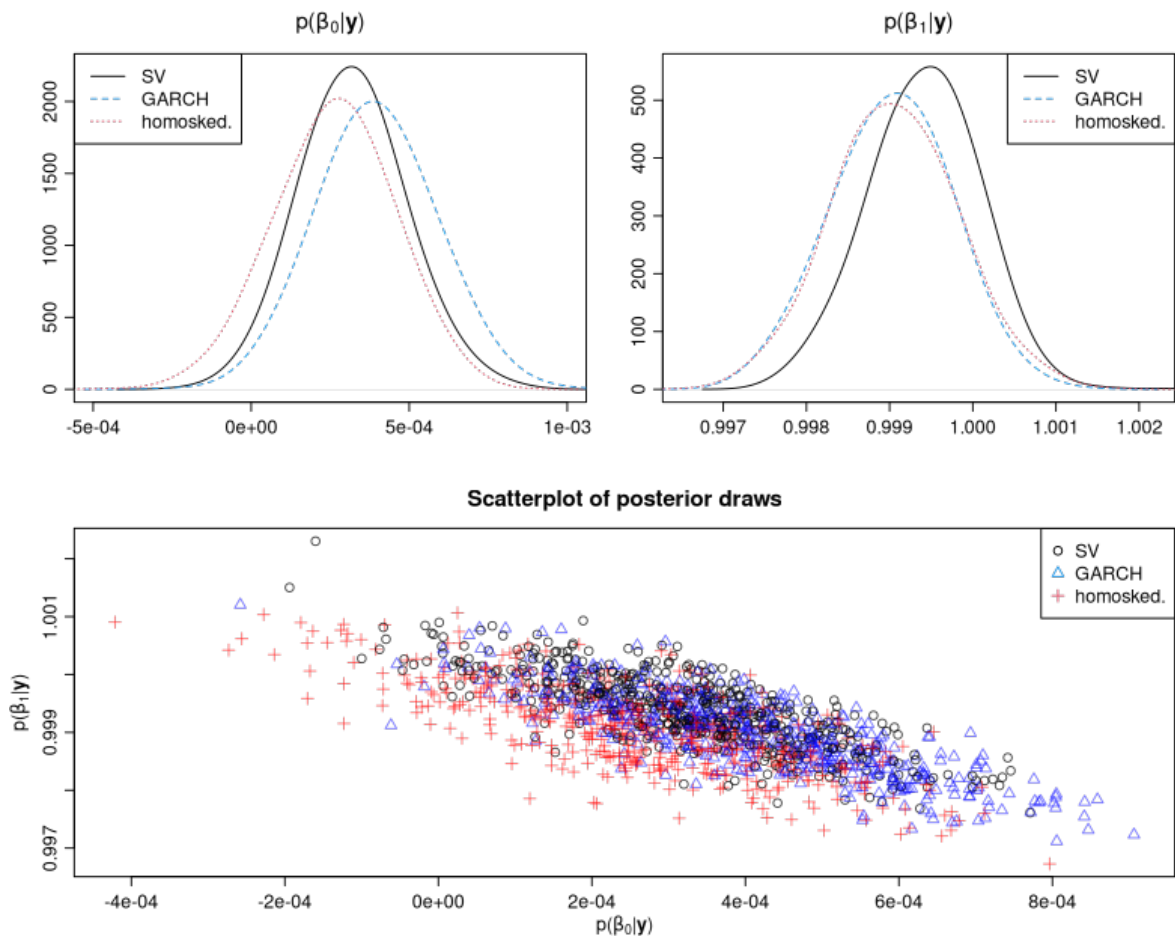 p(β₀|y)
SV
GARCH
homosked.
2000
1500
1000
500
0
-5e-04 0e+00 5e-04 1e-03
p(β₁|y)
SV
GARCH
homosked.
500
400
300
200
100
0
0.997 0.998 0.999 1.000 1.001 1.002
Scatterplot of posterior draws
SV
GARCH
homosked.
p(β₁|y)
1.001
0.999
0.997
-4e-04 -2e-04 0e+00 2e-04 4e-04 6e-04 8e-04
p(β₀|y)